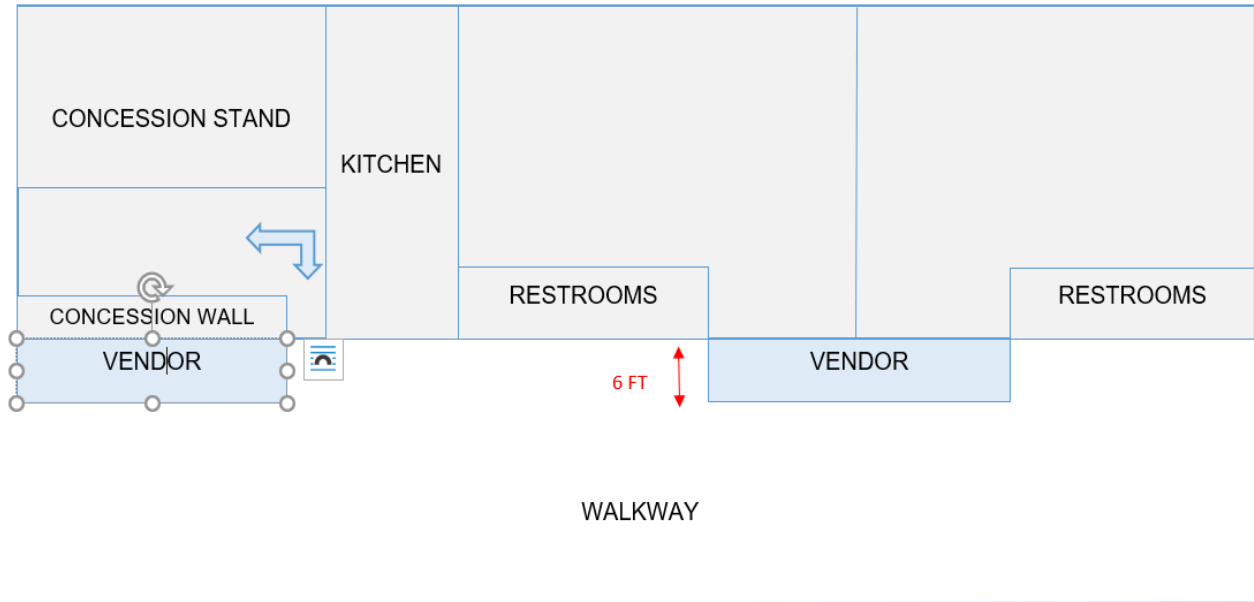 CONCESSION STAND
KITCHEN
RESTROOMS
RESTROOMS
CONCESSION WALL
VENDOR
VENDOR
6 FT
WALKWAY